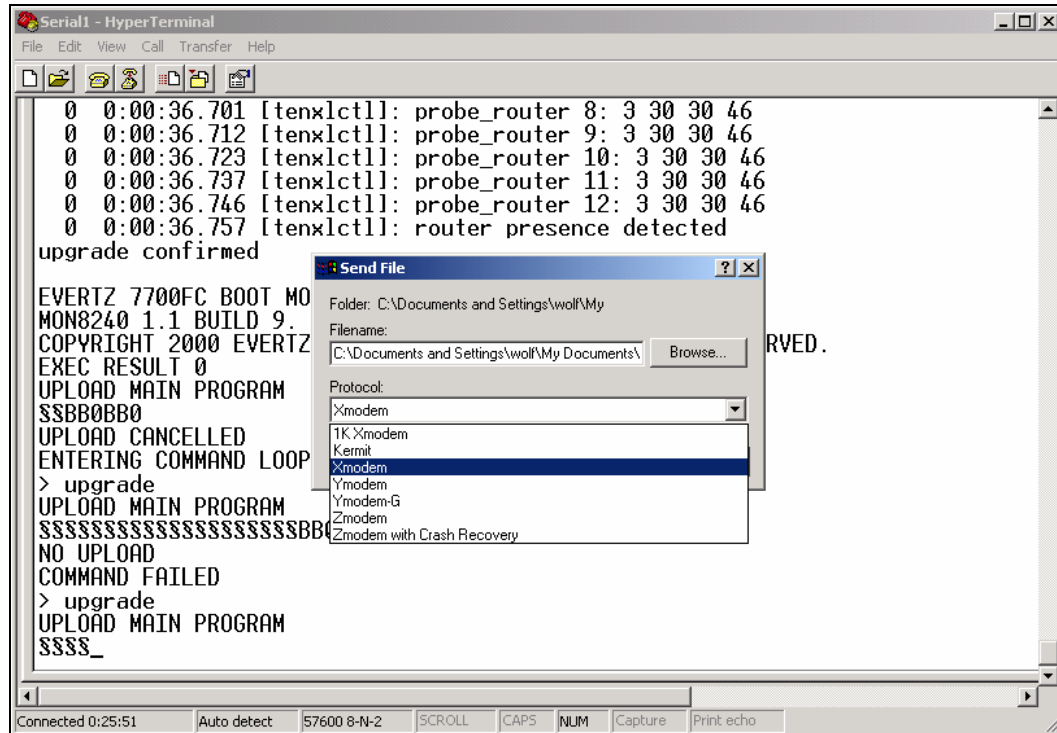 Serial1 - HyperTerminal
File Edit View Call Transfer Help
0 0:00:36.701 [tenxlctl]: probe_router 8: 3 30 30 46
0 0:00:36.712 [tenxlctl]: probe_router 9: 3 30 30 46
0 0:00:36.723 [tenxlctl]: probe_router 10: 3 30 30 46
0 0:00:36.737 [tenxlctl]: probe_router 11: 3 30 30 46
0 0:00:36.746 [tenxlctl]: probe_router 12: 3 30 30 46
0 0:00:36.757 [tenxlctl]: router presence detected
upgrade confirmed
EVERTZ 7700FC BOOT MO
MON8240 1.1 BUILD 9.
COPYRIGHT 2000 EVERTZ RVED.
EXEC RESULT 0
UPLOAD MAIN PROGRAM
§§BB0BB0
UPLOAD CANCELLED
ENTERING COMMAND LOOP
> upgrade
UPLOAD MAIN PROGRAM
§§§§§§§§§§§§§§§§§§§§BB
NO UPLOAD
COMMAND FAILED
> upgrade
UPLOAD MAIN PROGRAM
§§§§_
Send File
Folder: C:\Documents and Settings\wolf\My
Filename:
C:\Documents and Settings\wolf\My Documents\ Browse...
Protocol:
Xmodem
1K Xmodem
Kermit
Xmodem
Ymodem
Ymodem-G
Zmodem
Zmodem with Crash Recovery
Connected 0:25:51 Auto detect 57600 8-N-2 SCROLL CAPS NUM Capture Print echo